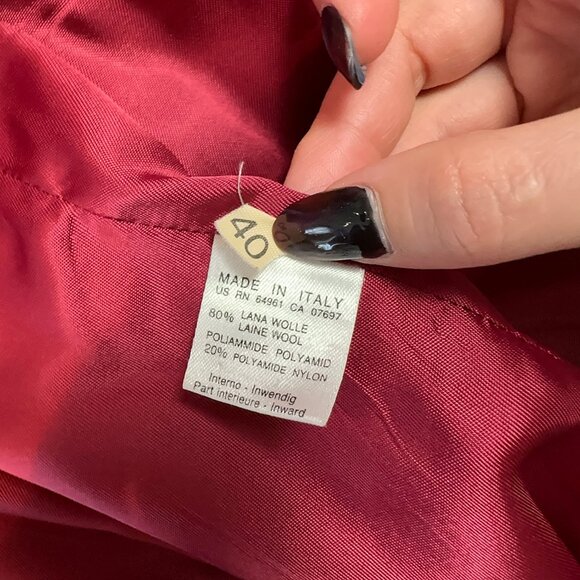 40
MADE IN ITALY
US RN 64961 CA 07697
80% LANA WOLLE
LAINE WOOL
POLIAMMIDE POLYAMID
20% POLYAMIDE NYLON
Interno - Inwendig
Part interieure - Inward